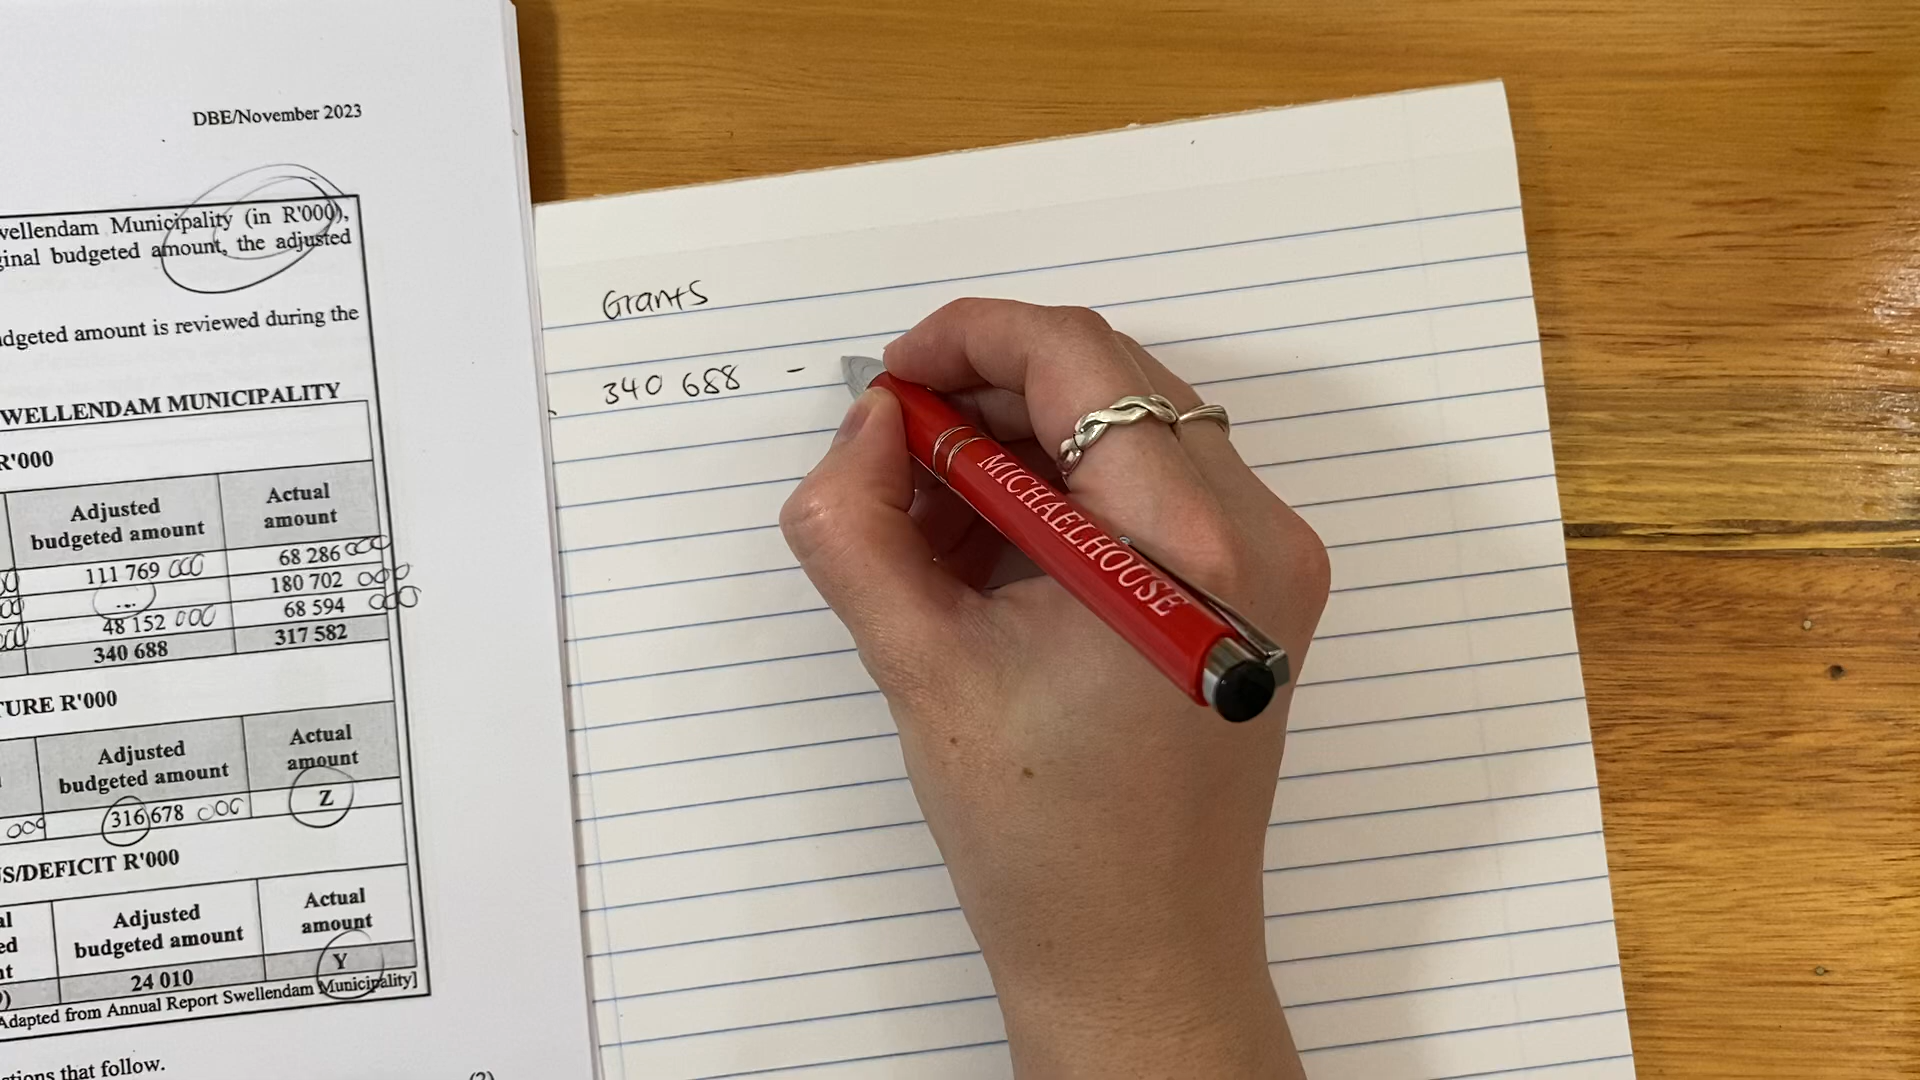 DBE/November 2023
wellendam Municipality (in R'000),
ginal budgeted amount, the adjusted
dgeted amount is reviewed during the
WELLENDAM MUNICIPALITY
R'000
Adjusted budgeted amount Actual amount
111 769 000 68 286 000
... 180 702 000
48 152 000 68 594 000
340 688 317 582
TURE R'000
Adjusted budgeted amount Actual amount
000 316 678 000 Z
S/DEFICIT R'000
Adjusted budgeted amount Actual amount
24 010 Y
Adapted from Annual Report Swellendam Municipality]
stions that follow.
Grants
340 688 -
MICHAELHOUSE